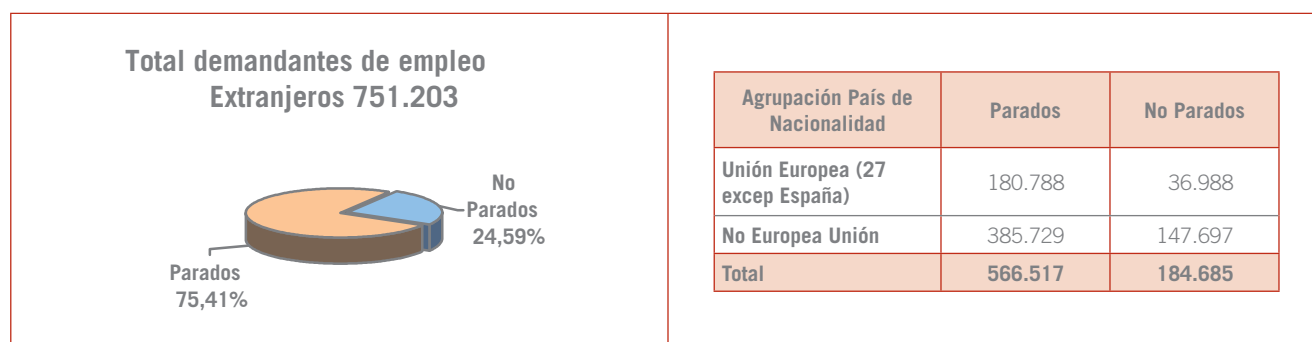 Total demandantes de empleo
Extranjeros 751.203
No
Parados
24,59%
Parados
75,41%
Agrupación País de
Nacionalidad
Parados
No Parados
Unión Europea (27
excep España)
180.788
36.988
No Europea Unión
385.729
147.697
Total
566.517
184.685